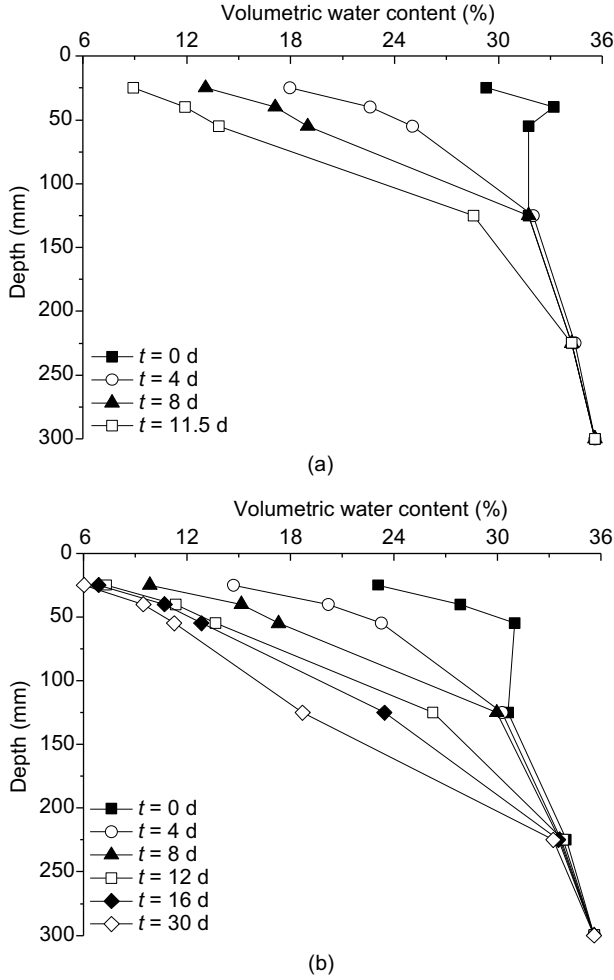 Volumetric water content (%)
6 12 18 24 30 36
0
50
100
150
200
250
300
Depth (mm)
t = 0 d
t = 4 d
t = 8 d
t = 11.5 d
(a)
Volumetric water content (%)
6 12 18 24 30 36
0
50
100
150
200
250
300
Depth (mm)
t = 0 d
t = 4 d
t = 8 d
t = 12 d
t = 16 d
t = 30 d
(b)